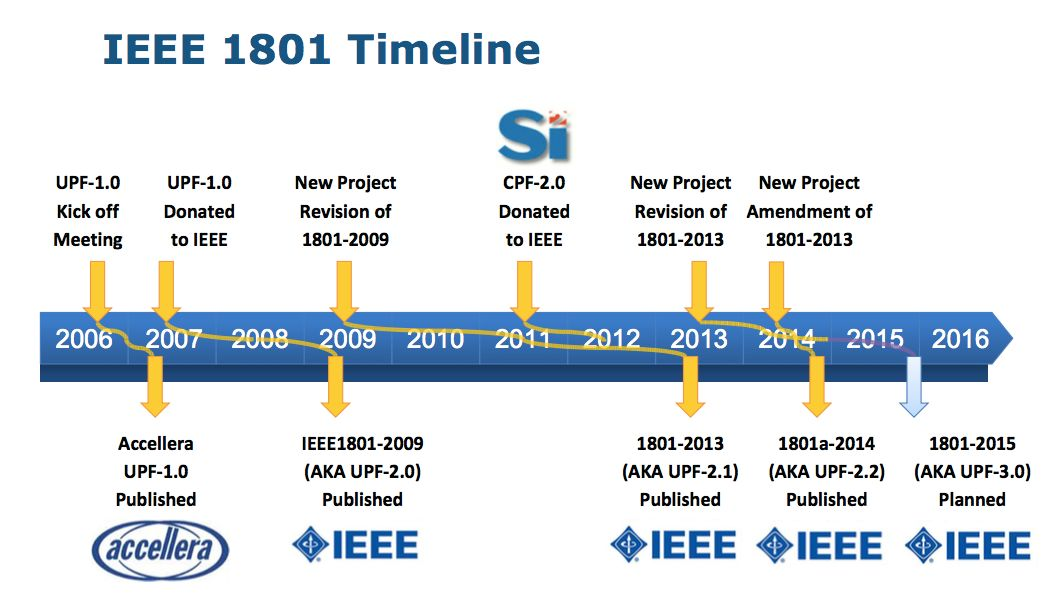 IEEE 1801 Timeline
Si2
UPF-1.0
Kick off
Meeting
UPF-1.0
Donated
to IEEE
New Project
Revision of
1801-2009
CPF-2.0
Donated
to IEEE
New Project
Revision of
1801-2013
New Project
Amendment of
1801-2013
2006 2007 2008 2009 2010 2011 2012 2013 2014 2015 2016
Accellera
UPF-1.0
Published
accellera
IEEE1801-2009
(AKA UPF-2.0)
Published
IEEE
1801-2013
(AKA UPF-2.1)
Published
IEEE
1801a-2014
(AKA UPF-2.2)
Published
IEEE
1801-2015
(AKA UPF-3.0)
Planned
IEEE